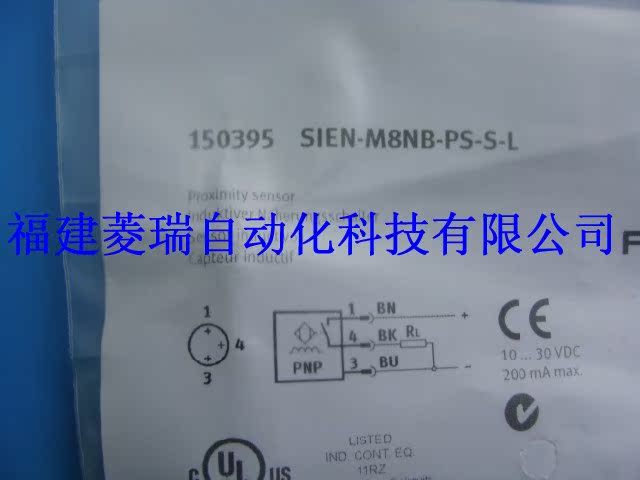 150395 SIEN-M8NB-PS-S-L
Proximity sensor
Induktiver Näherungsschalter
福建菱瑞自动化科技有限公司
F
Capteur inductif
1
4
3
PNP
1 BN +
4 BK RL
3 BU -
CE
10 ... 30 VDC
200 mA max.
C UL US
LISTED
IND. CONT. EQ.
11RZ